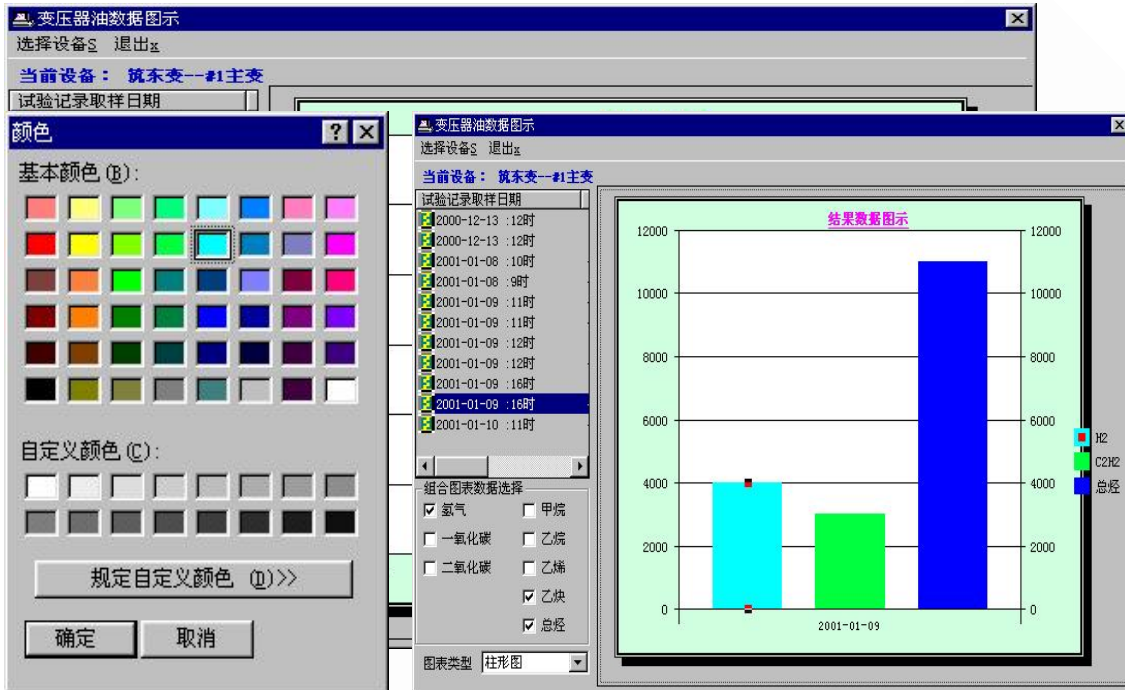 变压器油数据图示
选择设备S 退出x
当前设备: 筑东变--#1主变
试验记录取样日期
颜色
基本颜色(B):
自定义颜色(C):
规定自定义颜色 (D)>>
确定 取消
变压器油数据图示
选择设备S 退出x
当前设备: 筑东变--#1主变
试验记录取样日期
2000-12-13 :12时
2000-12-13 :12时
2001-01-08 :10时
2001-01-08 :9时
2001-01-09 :11时
2001-01-09 :11时
2001-01-09 :12时
2001-01-09 :12时
2001-01-09 :16时
2001-01-09 :16时
2001-01-10 :11时
组合图表数据选择
氢气 甲烷
一氧化碳 乙烷
二氧化碳 乙烯
乙炔
总烃
图表类型 柱形图
结果数据图示
12000 12000
10000 10000
8000 8000
6000 6000
4000 4000
2000 2000
0 0
2001-01-09
H2
C2H2
总烃